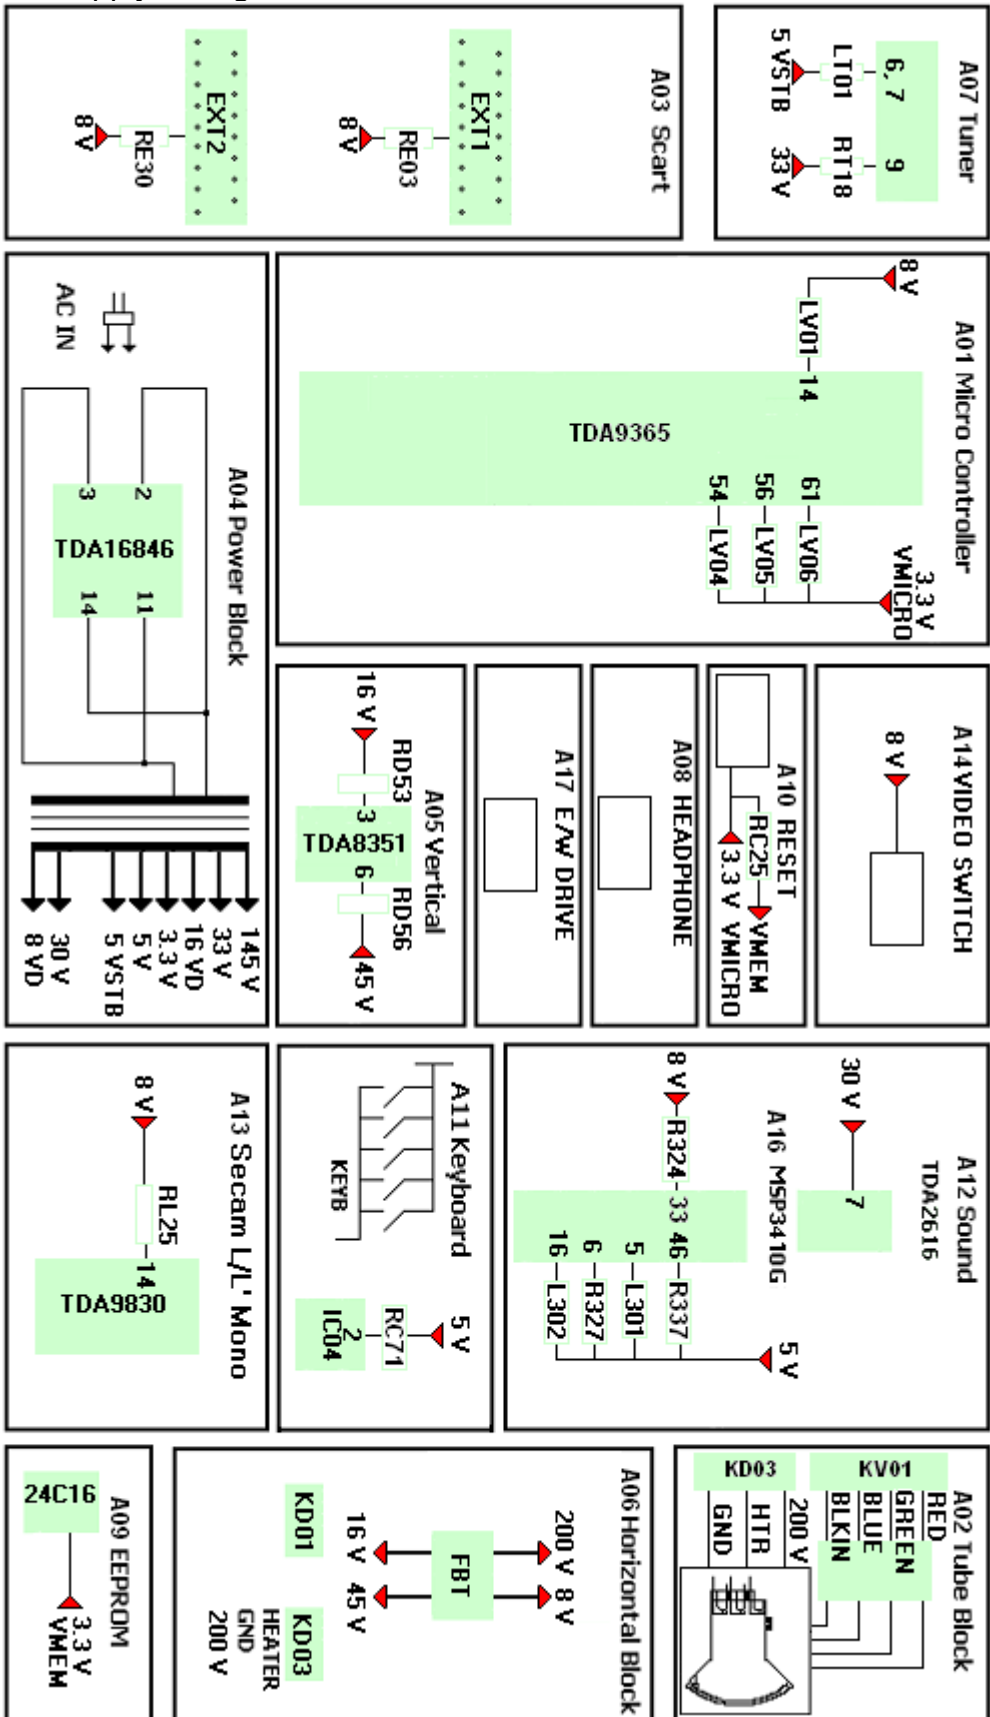 A07 Tuner
6, 7
9
LT01
RT18
5 VSTB
33 V
A03 Scart
EXT1
RE03
8 V
EXT2
RE30
8 V
A01 Micro Controller
8 V
LV01
14
TDA9365
54
56
61
LV04
LV05
LV06
3.3 V
VMICRO
A04 Power Block
AC IN
2
3
TDA16846
11
14
145 V
33 V
16 VD
3.3 V
5 V
5 VSTB
30 V
8 VD
A14 VIDEO SWITCH
8 V
A10 RESET
RC25
VMEM
3.3 V VMICRO
A08 HEADPHONE
A17 E/W DRIVE
A05 Vertical
16 V
RD53
3
TDA8351
6
RD56
45 V
A12 Sound
TDA2616
30 V
7
A16 MSP3410G
8 V
R324
33
46
5
6
16
R337
L301
R327
L302
5 V
A11 Keyboard
KEYB
5 V
RC71
2
IC04
A13 Secam L/L' Mono
8 V
RL25
14
TDA9830
A02 Tube Block
KV01
RED
GREEN
BLUE
BLKIN
KD03
200 V
HTR
GND
A06 Horizontal Block
200 V
8 V
FBT
16 V
45 V
KD01
KD03
HEATER
GND
200 V
A09 EEPROM
24C16
3.3 V
VMEM